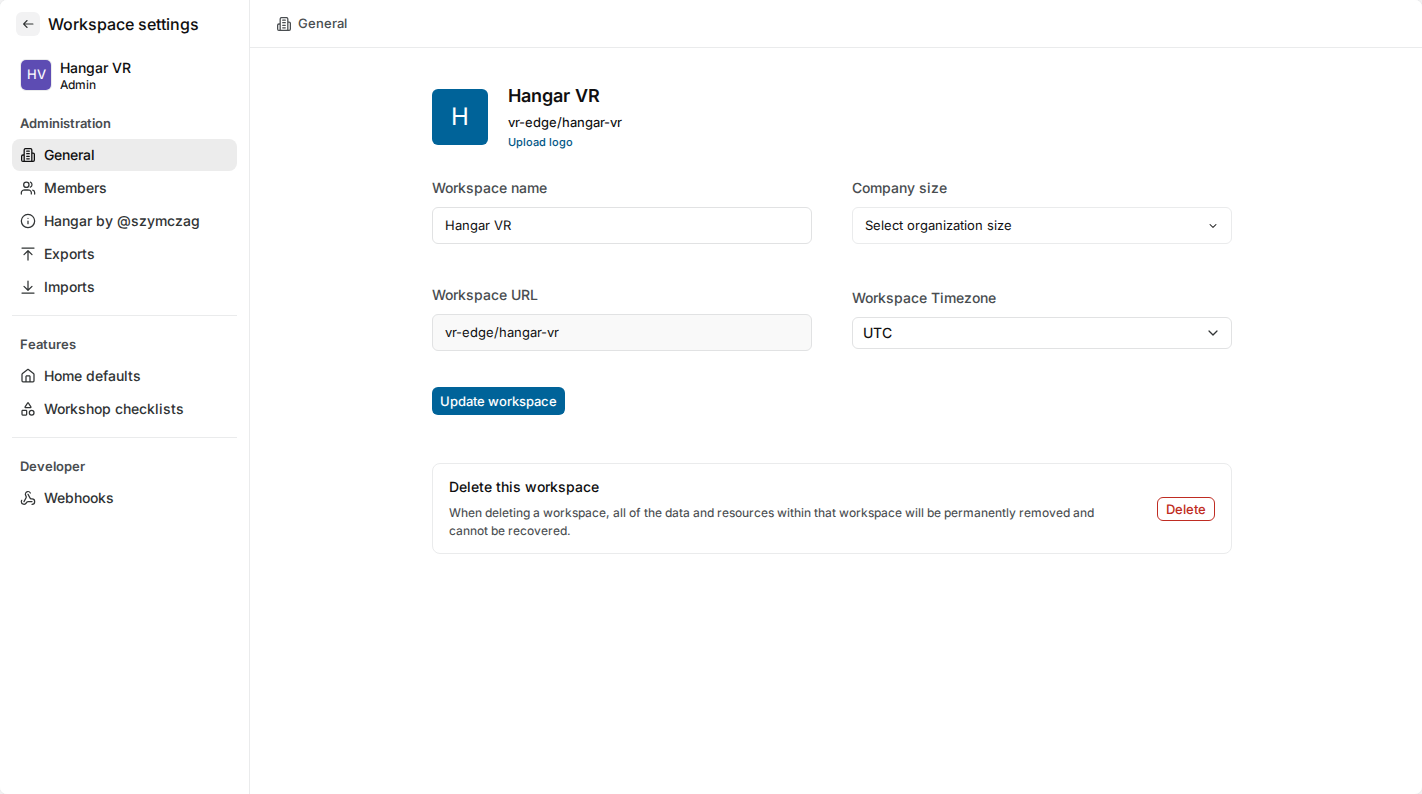 Workspace settings
HV
Hangar VR
Admin
Administration
General
Members
Hangar by @szymczag
Exports
Imports
Features
Home defaults
Workshop checklists
Developer
Webhooks
General
H
Hangar VR
vr-edge/hangar-vr
Upload logo
Workspace name
Hangar VR
Company size
Select organization size
Workspace URL
vr-edge/hangar-vr
Workspace Timezone
UTC
Update workspace
Delete this workspace
When deleting a workspace, all of the data and resources within that workspace will be permanently removed and
cannot be recovered.
Delete